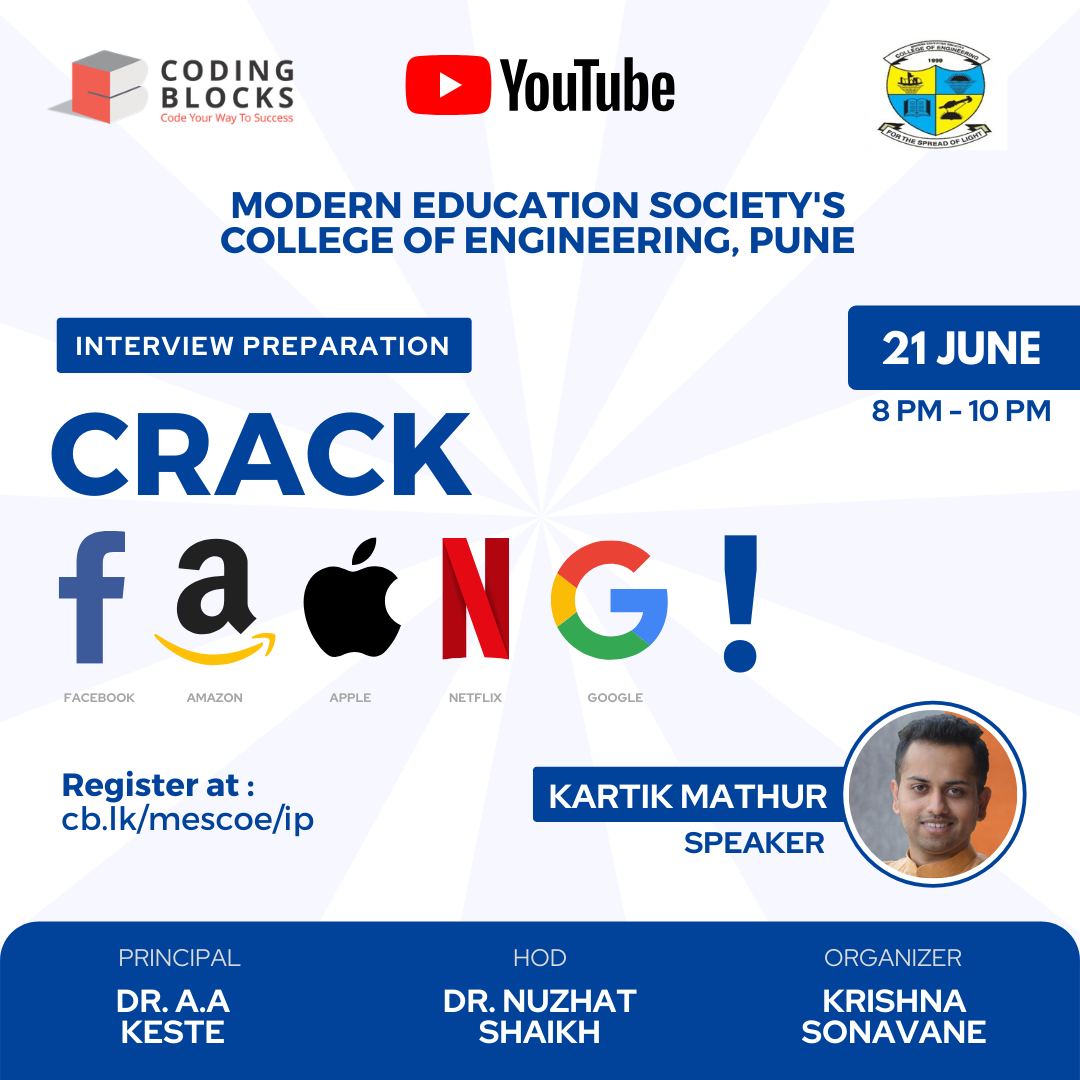 CODING
BLOCKS
Code Your Way To Success
YouTube
COLLEGE OF ENGINEERING
1999
FOR THE SPREAD OF LIGHT
MODERN EDUCATION SOCIETY'S
COLLEGE OF ENGINEERING, PUNE
INTERVIEW PREPARATION
21 JUNE
8 PM - 10 PM
CRACK
f a N G !
FACEBOOK AMAZON APPLE NETFLIX GOOGLE
Register at :
cb.lk/mescoe/ip
KARTIK MATHUR
SPEAKER
PRINCIPAL
DR. A.A
KESTE
HOD
DR. NUZHAT
SHAIKH
ORGANIZER
KRISHNA
SONAVANE